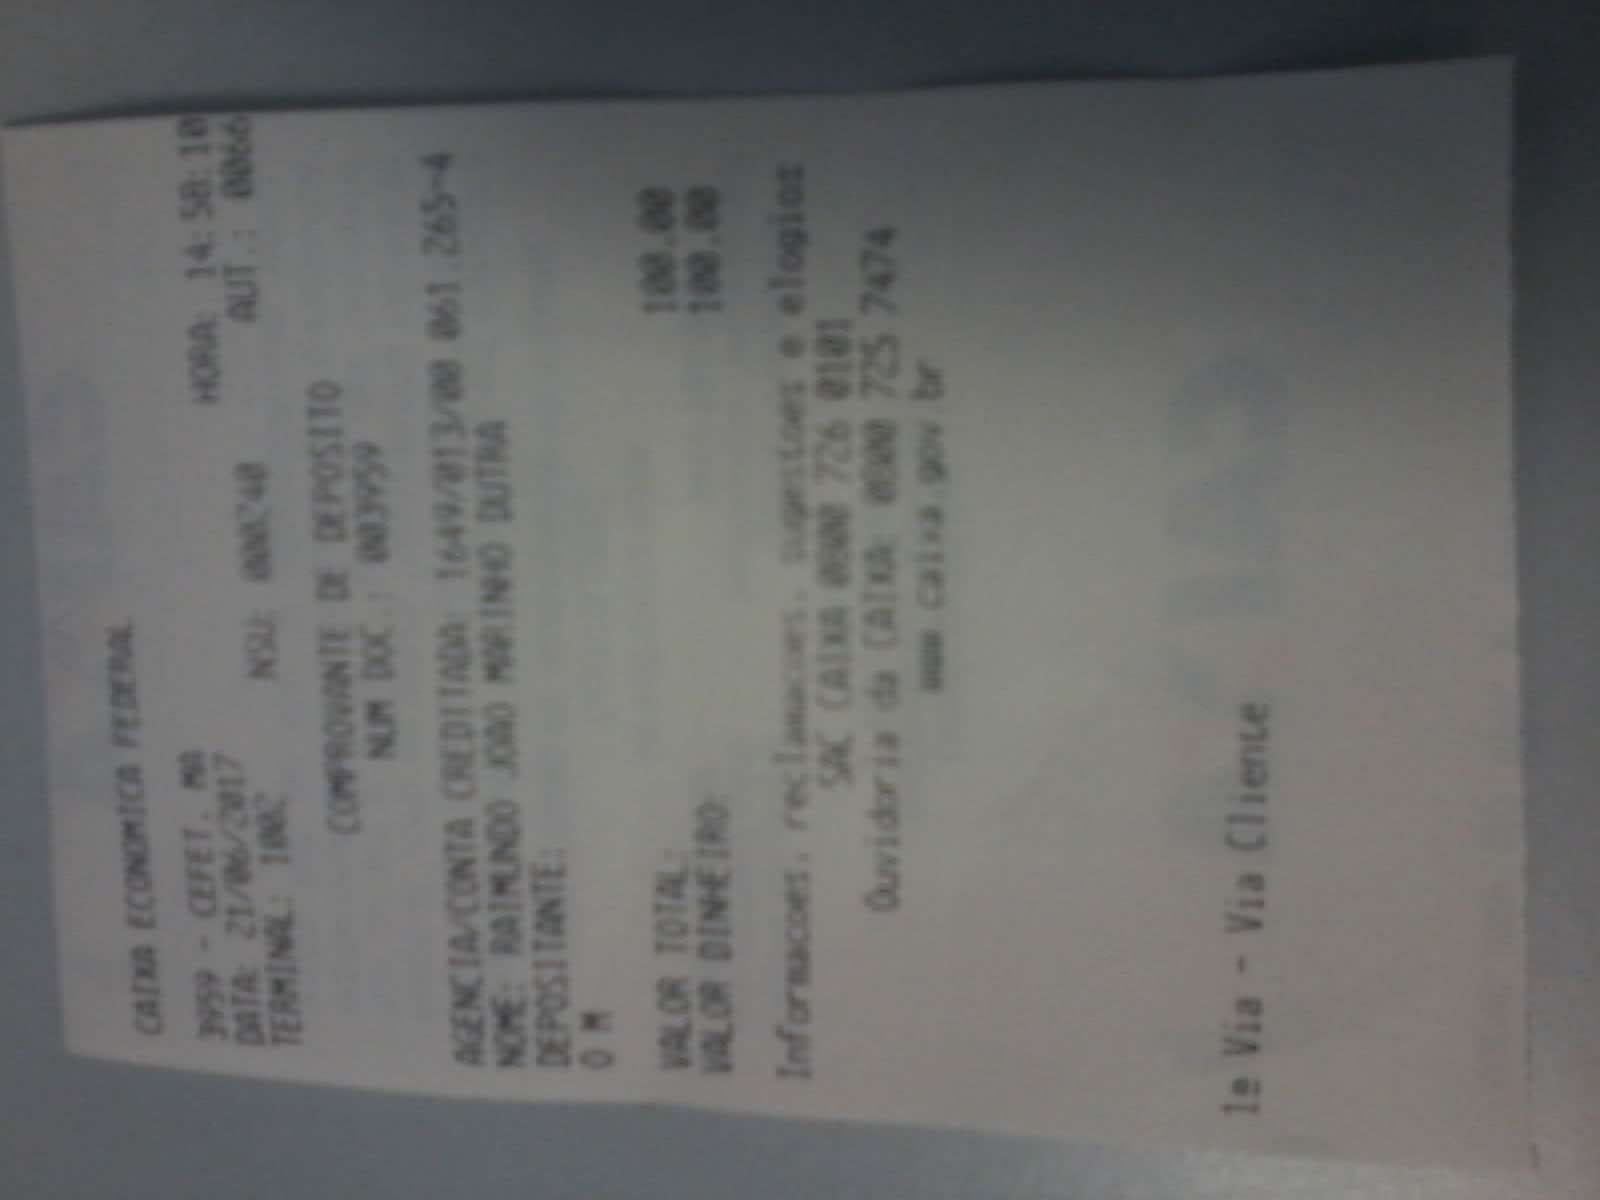 CAIXA ECONOMICA FEDERAL
3959 - CEFET, MA HORA: 14:58:10
DATA: 21/06/2017 AUT.: 0066
TERMINAL: 1002 NSU: 000240
COMPROVANTE DE DEPOSITO
NUM DOC.: 003959
AGENCIA/CONTA CREDITADA: 1649/013/00 061.265-4
NOME: RAIMUNDO JOAO MARINHO DUTRA
DEPOSITANTE:
O M
VALOR TOTAL: 100.00
VALOR DINHEIRO: 100.00
Informacoes, reclamacoes, sugestoes e elogios
SAC CAIXA 0800 726 0101
Ouvidoria da CAIXA: 0800 725 7474
www.caixa.gov.br
CAIXA
1ª Via - Via Cliente